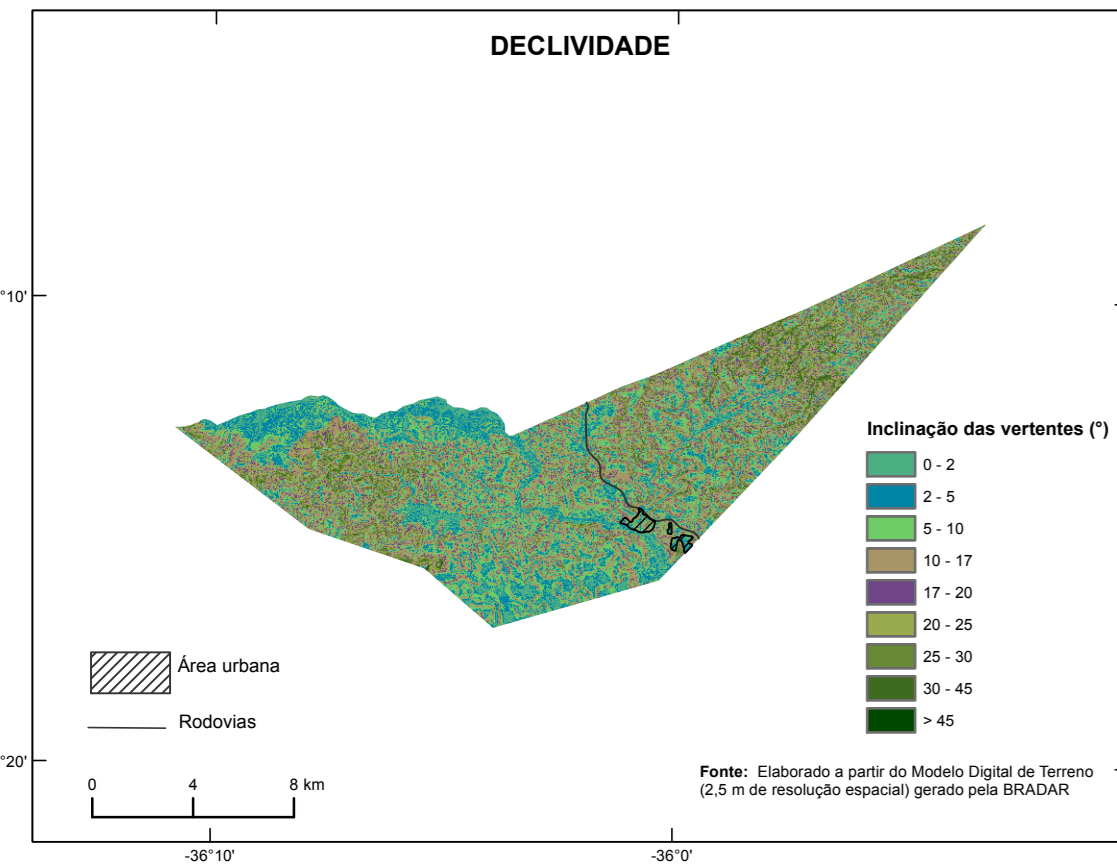 DECLIVIDADE
°10'
Inclinação das vertentes (°)
0 - 2
2 - 5
5 - 10
10 - 17
17 - 20
20 - 25
25 - 30
30 - 45
> 45
Área urbana
Rodovias
0 4 8 km
°20'
Fonte: Elaborado a partir do Modelo Digital de Terreno
(2,5 m de resolução espacial) gerado pela BRADAR
-36°10' -36°0'